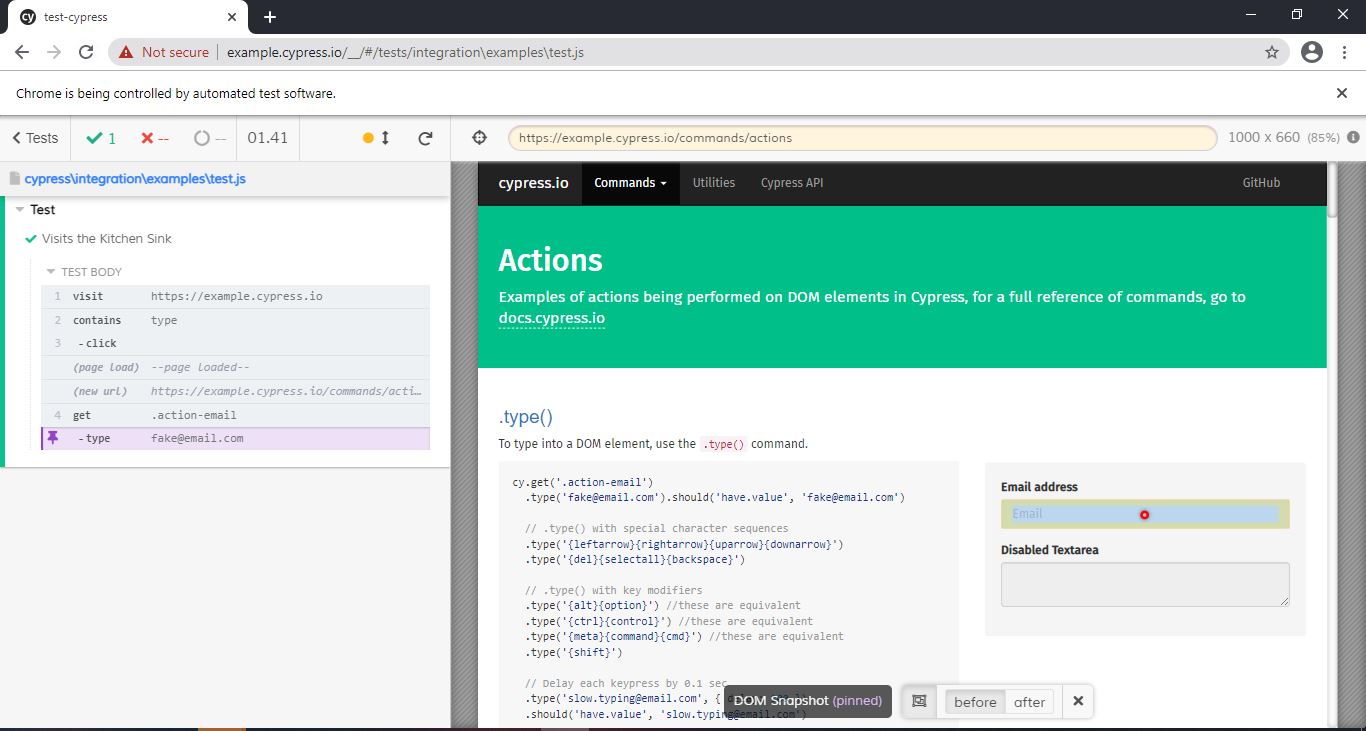 cy test-cypress
Not secure example.cypress.io/__/#/tests/integration\examples\test.js
Chrome is being controlled by automated test software.
Tests 1 -- -- 01.41
https://example.cypress.io/commands/actions 1000 x 660 (85%)
cypress\integration\examples\test.js
Test
Visits the Kitchen Sink
TEST BODY
1 visit https://example.cypress.io
2 contains type
3 -click
(page load) --page loaded--
(new url) https://example.cypress.io/commands/acti…
4 get .action-email
-type fake@email.com
cypress.io Commands Utilities Cypress API GitHub
Actions
Examples of actions being performed on DOM elements in Cypress, for a full reference of commands, go to
docs.cypress.io
.type()
To type into a DOM element, use the .type() command.
cy.get('.action-email')
.type('fake@email.com').should('have.value', 'fake@email.com')
// .type() with special character sequences
.type('{leftarrow}{rightarrow}{uparrow}{downarrow}')
.type('{del}{selectall}{backspace}')
// .type() with key modifiers
.type('{alt}{option}') //these are equivalent
.type('{ctrl}{control}') //these are equivalent
.type('{meta}{command}{cmd}') //these are equivalent
.type('{shift}')
// Delay each keypress by 0.1 sec
.type('slow.typing@email.com', {
.should('have.value', 'slow.typing@email.com')
Email address
Email
Disabled Textarea
DOM Snapshot (pinned) before after